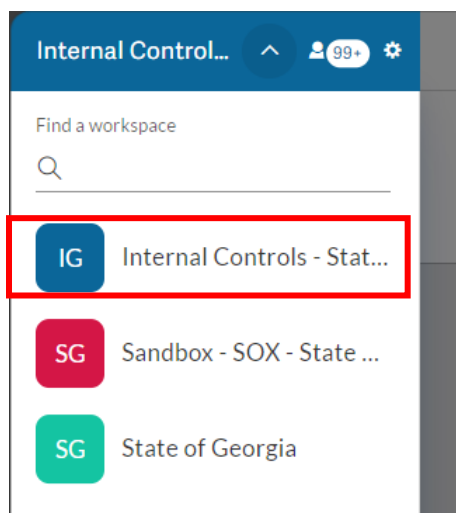 Internal Control... 99+
Find a workspace
IG Internal Controls - Stat...
SG Sandbox - SOX - State ...
SG State of Georgia